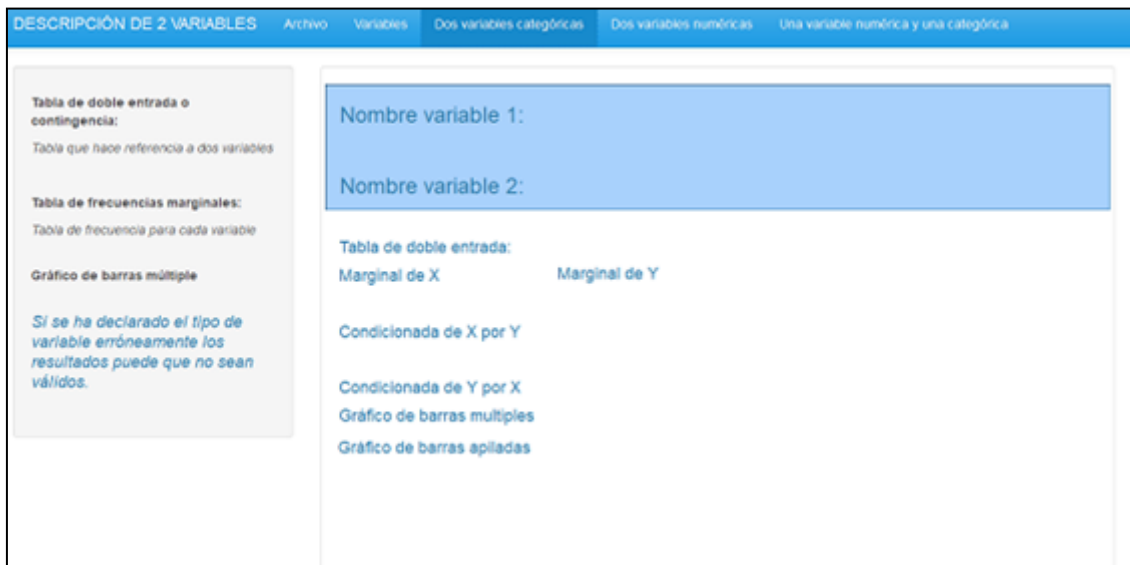 DESCRIPCIÓN DE 2 VARIABLES Archivo Variables Dos variables categóricas Dos variables numéricas Una variable numérica y una categórica
Tabla de doble entrada o
contingencia:
Tabla que hace referencia a dos variables
Tabla de frecuencias marginales:
Tabla de frecuencia para cada variable
Gráfico de barras múltiple
Si se ha declarado el tipo de
variable erróneamente los
resultados puede que no sean
válidos.
Nombre variable 1:
Nombre variable 2:
Tabla de doble entrada:
Marginal de X Marginal de Y
Condicionada de X por Y
Condicionada de Y por X
Gráfico de barras multiples
Gráfico de barras apiladas